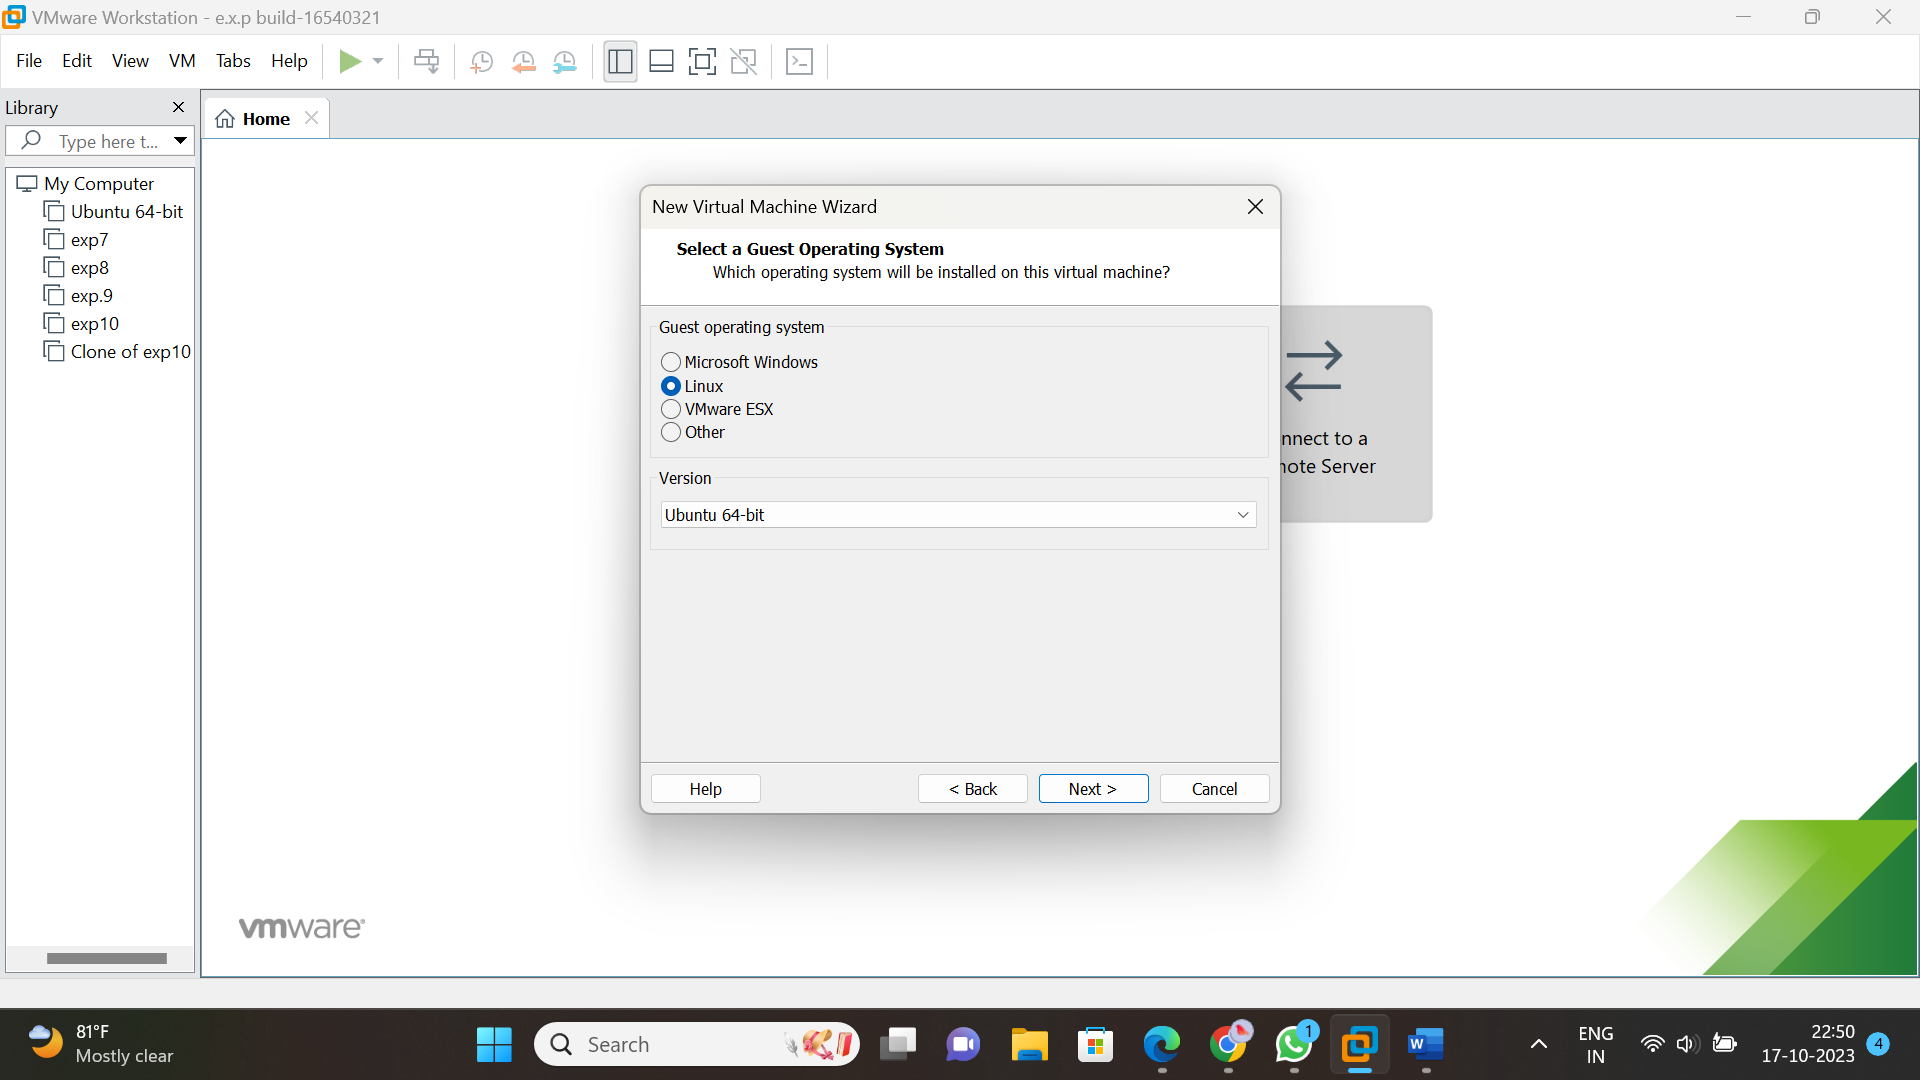 VMware Workstation - e.x.p build-16540321
File Edit View VM Tabs Help
Library
Type here t...
Home
My Computer
Ubuntu 64-bit
exp7
exp8
exp.9
exp10
Clone of exp10
New Virtual Machine Wizard
Select a Guest Operating System
Which operating system will be installed on this virtual machine?
Guest operating system
Microsoft Windows
Linux
VMware ESX
Other
Version
Ubuntu 64-bit
nnect to a
note Server
Help
< Back
Next >
Cancel
vmware
81°F
Mostly clear
Search
1
W
ENG
IN
22:50
17-10-2023
4